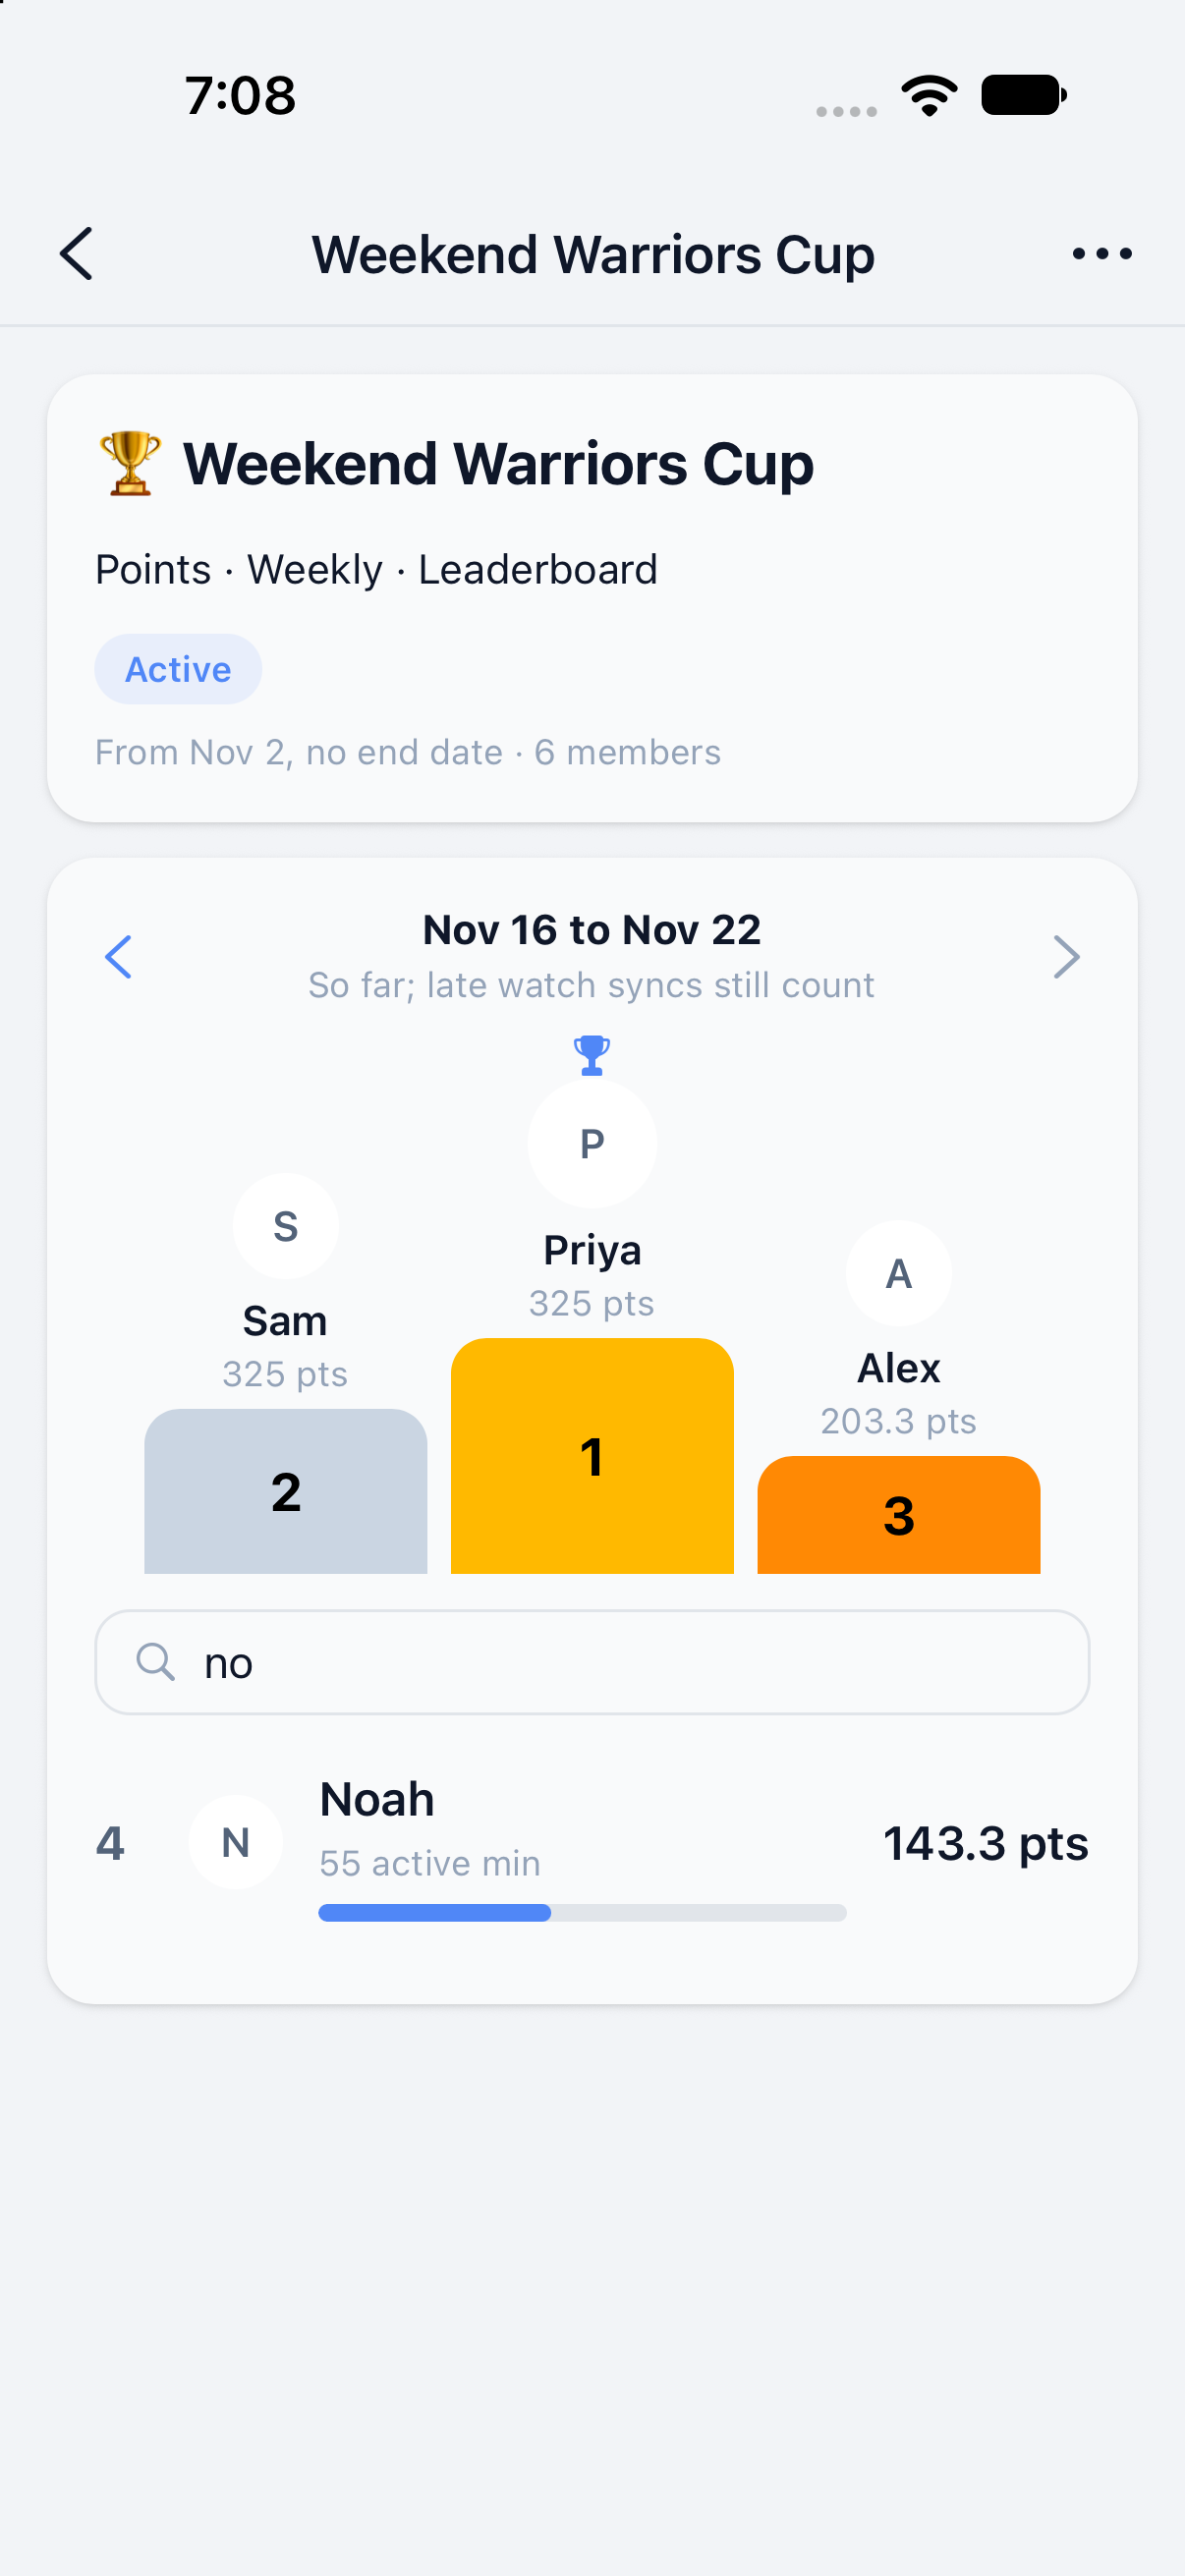 7:08
Weekend Warriors Cup
🏆 Weekend Warriors Cup
Points · Weekly · Leaderboard
Active
From Nov 2, no end date · 6 members
Nov 16 to Nov 22
So far; late watch syncs still count
P
Priya
325 pts
S
Sam
325 pts
A
Alex
203.3 pts
2
1
3
no
4
N
Noah
55 active min
143.3 pts